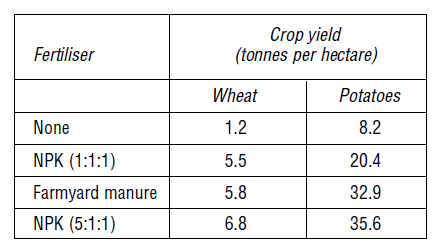 Fertiliser
Crop yield
(tonnes per hectare)
Wheat Potatoes
None 1.2 8.2
NPK (1:1:1) 5.5 20.4
Farmyard manure 5.8 32.9
NPK (5:1:1) 6.8 35.6